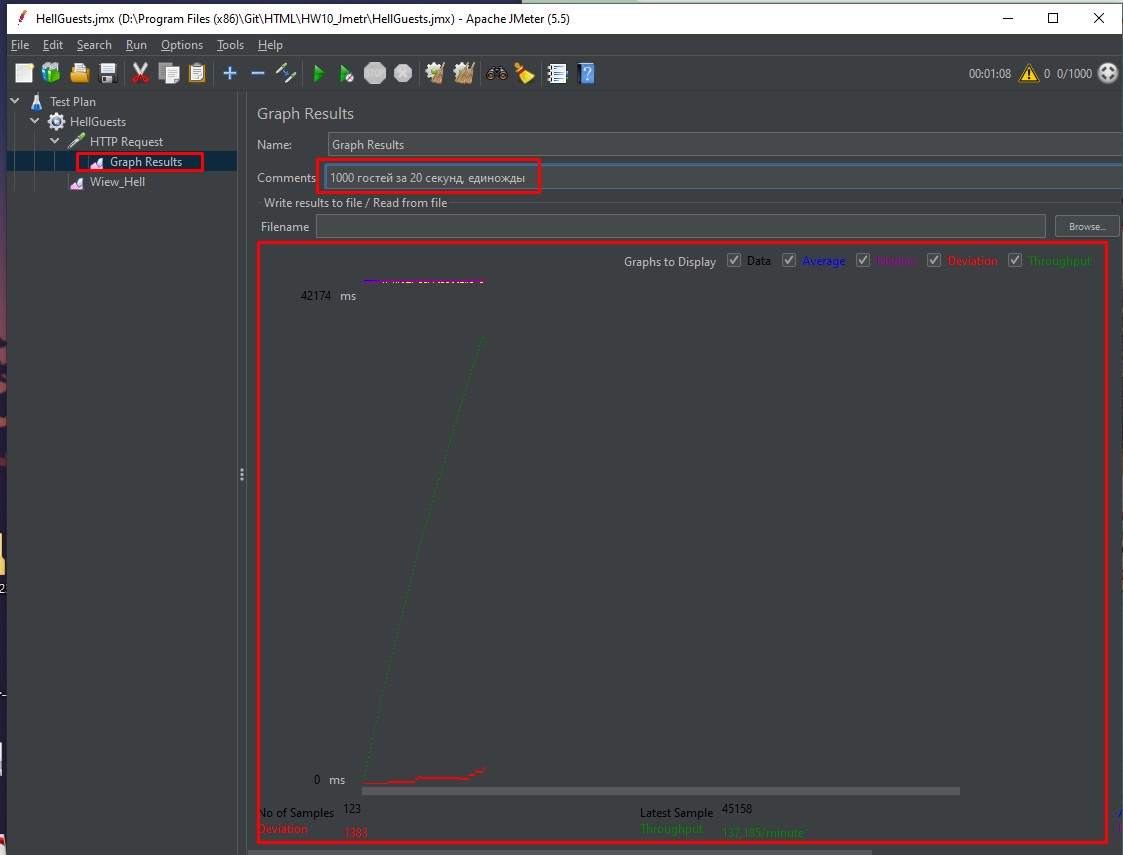 HellGuests.jmx (D:\Program Files (x86)\Git\HTML\HW10_Jmetr\HellGuests.jmx) - Apache JMeter (5.5)
File Edit Search Run Options Tools Help
00:01:08 0 0/1000
Test Plan
HellGuests
HTTP Request
Graph Results
Wiew_Hell
Graph Results
Name: Graph Results
Comments 1000 гостей за 20 секунд, единожды
Write results to file / Read from file
Filename Browse...
Graphs to Display Data Average Median Deviation Throughput
42174 ms
0 ms
No of Samples 123 Latest Sample 45158
Deviation 1383 Throughput 137,185/minute